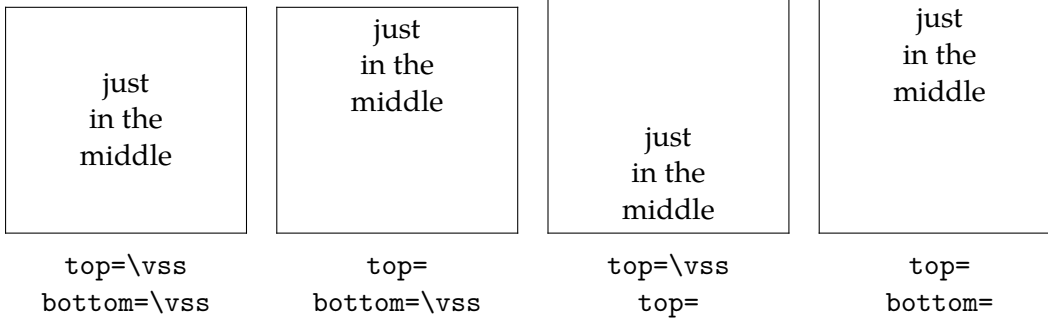 just
in the
middle
just
in the
middle
just
in the
middle
just
in the
middle
top=\vss
bottom=\vss
top=
bottom=\vss
top=\vss
top=
top=
bottom=